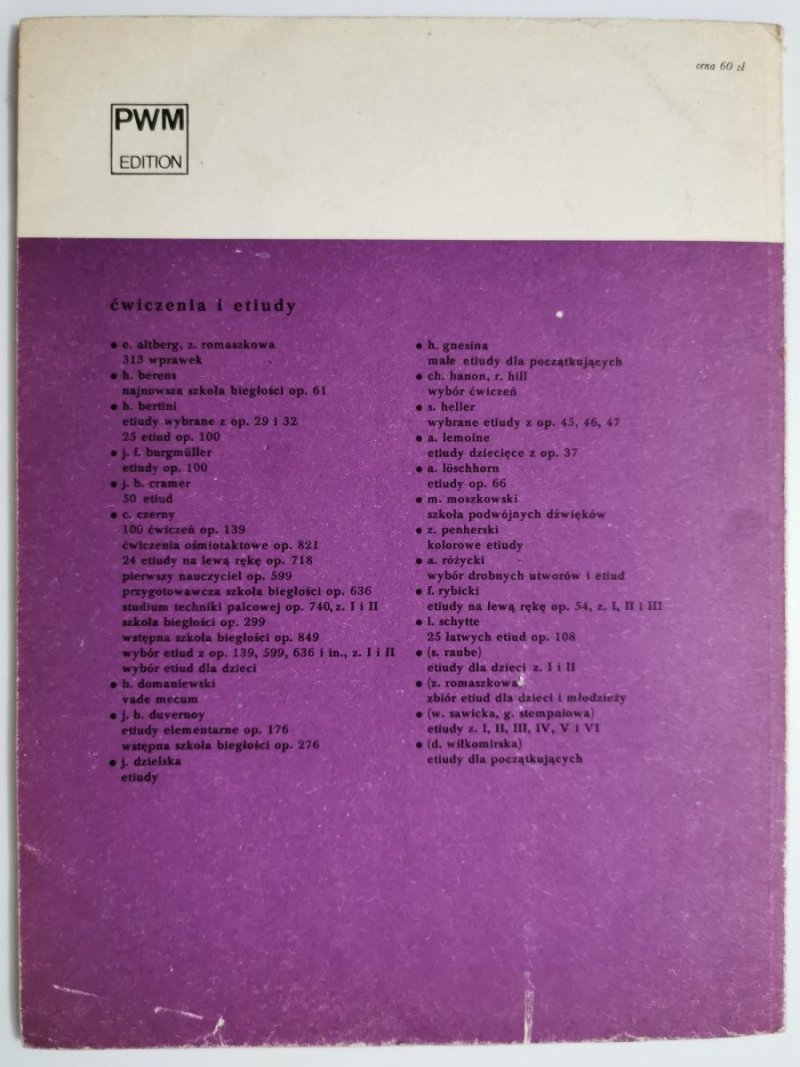 cena 60 zł
PWM
EDITION
ćwiczenia i etiudy
● e. altberg, z. romaszkowa
313 wprawek
● h. berens
najnowsza szkoła biegłości op. 61
● h. bertini
etiudy wybrane z op. 29 i 32
25 etiud op. 100
● j. f. burgmüller
etiudy op. 100
● j. b. cramer
50 etiud
● c. czerny
100 ćwiczeń op. 139
ćwiczenia ośmiotaktowe op. 821
24 etiudy na lewą rękę op. 718
pierwszy nauczyciel op. 599
przygotowawcza szkoła biegłości op. 636
studium techniki palcowej op. 740, z. I i II
szkoła biegłości op. 299
wstępna szkoła biegłości op. 849
wybór etiud z op. 139, 599, 636 i in., z. I i II
wybór etiud dla dzieci
● b. domaniewski
vade mecum
● j. b. duvernoy
etiudy elementarne op. 176
wstępna szkoła biegłości op. 276
● j. dzielska
etiudy
● h. gnesina
małe etiudy dla początkujących
● ch. hanon, r. hill
wybór ćwiczeń
● s. heller
wybrane etiudy z op. 45, 46, 47
● a. lemoine
etiudy dziecięce z op. 37
● a. löschhorn
etiudy op. 66
● m. moszkowski
szkoła podwójnych dźwięków
● z. penherski
kolorowe etiudy
● a. różycki
wybór drobnych utworów i etiud
● f. rybicki
etiudy na lewą rękę op. 54, z. I, II i III
● l. schytte
25 łatwych etiud op. 108
● (s. raube)
etiudy dla dzieci z. I i II
● (z. romaszkowa)
zbiór etiud dla dzieci i młodzieży
● (w. sawicka, g. stempniowa)
etiudy z. I, II, III, IV, V i VI
● (d. wiłkomirska)
etiudy dla początkujących